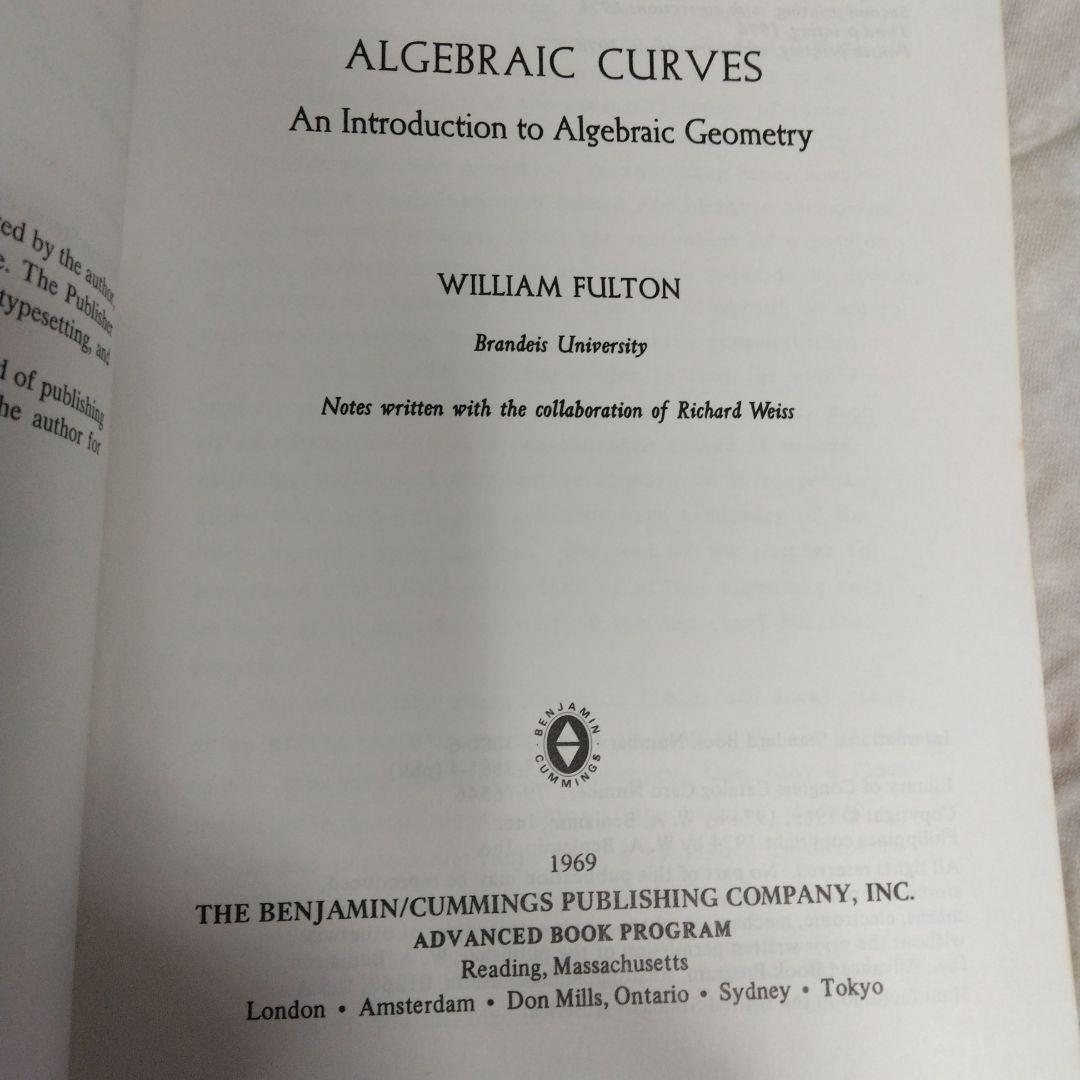 ed by the author,
e. The Publisher
typesetting, and
d of publishing
he author for
ALGEBRAIC CURVES
An Introduction to Algebraic Geometry
WILLIAM FULTON
Brandeis University
Notes written with the collaboration of Richard Weiss
BENJAMIN
CUMMINGS
1969
THE BENJAMIN/CUMMINGS PUBLISHING COMPANY, INC.
ADVANCED BOOK PROGRAM
Reading, Massachusetts
London • Amsterdam • Don Mills, Ontario • Sydney • Tokyo